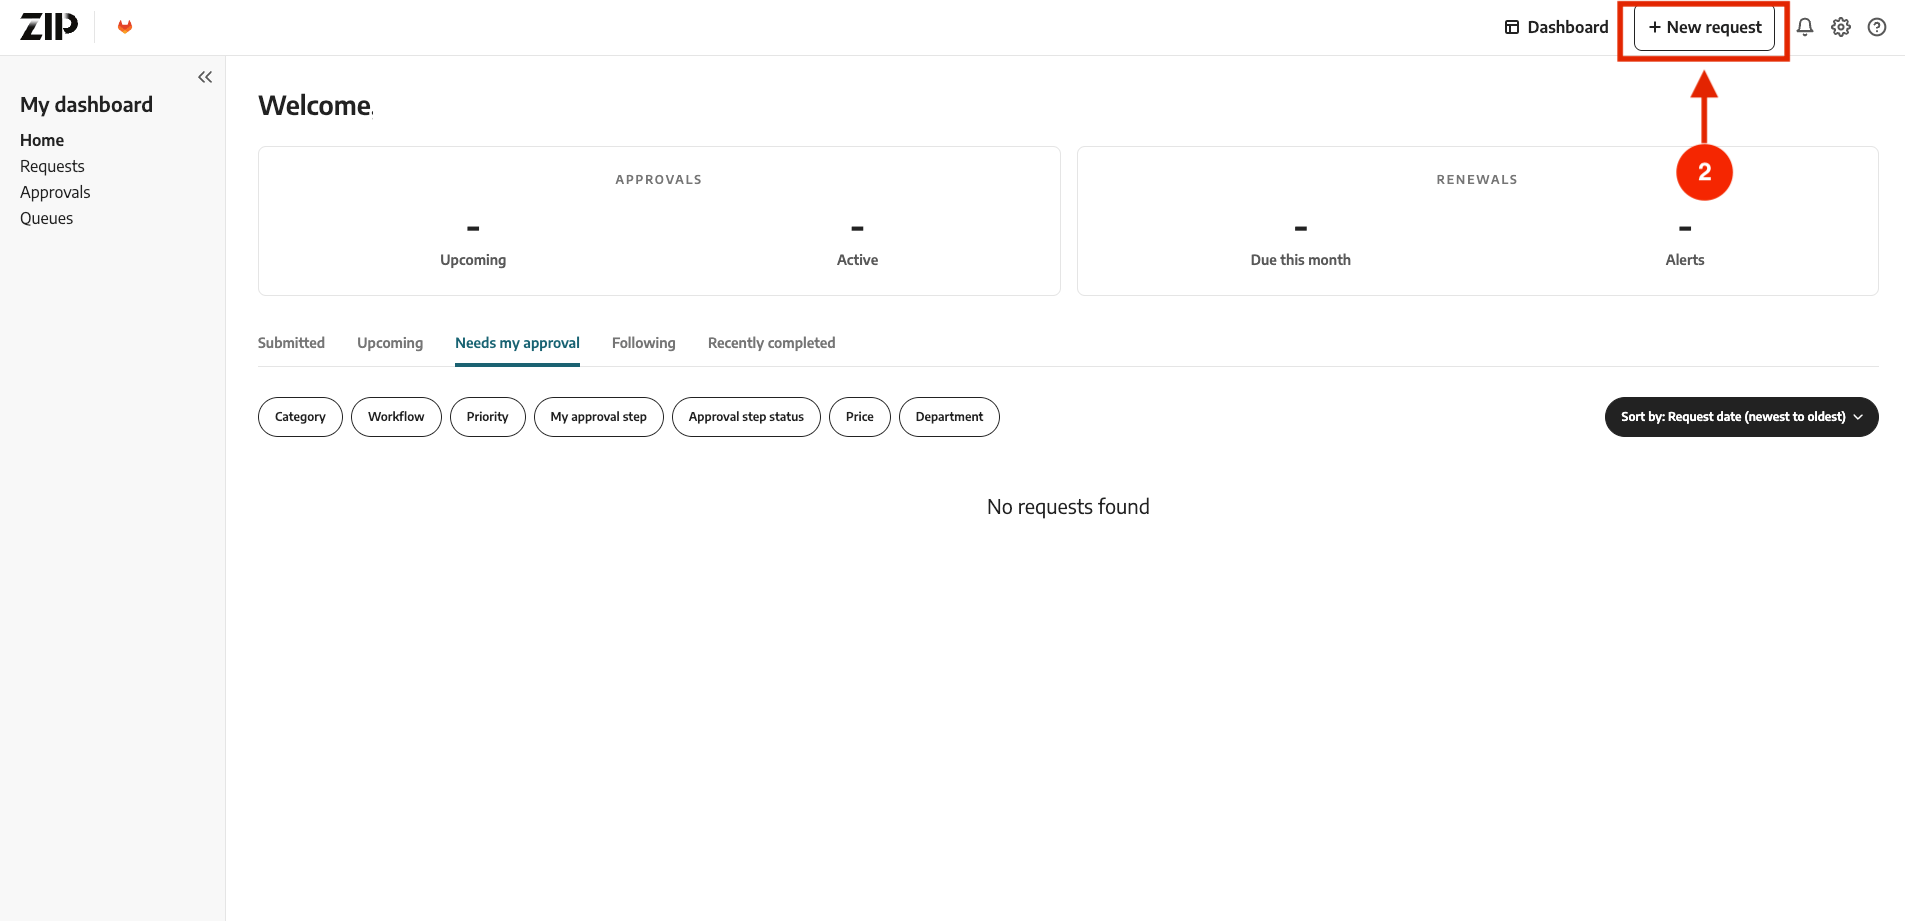 ZIP
Dashboard
+ New request
My dashboard
Home
Requests
Approvals
Queues
Welcome
2
APPROVALS
-
Upcoming
-
Active
RENEWALS
-
Due this month
-
Alerts
Submitted
Upcoming
Needs my approval
Following
Recently completed
Category
Workflow
Priority
My approval step
Approval step status
Price
Department
Sort by: Request date (newest to oldest)
No requests found